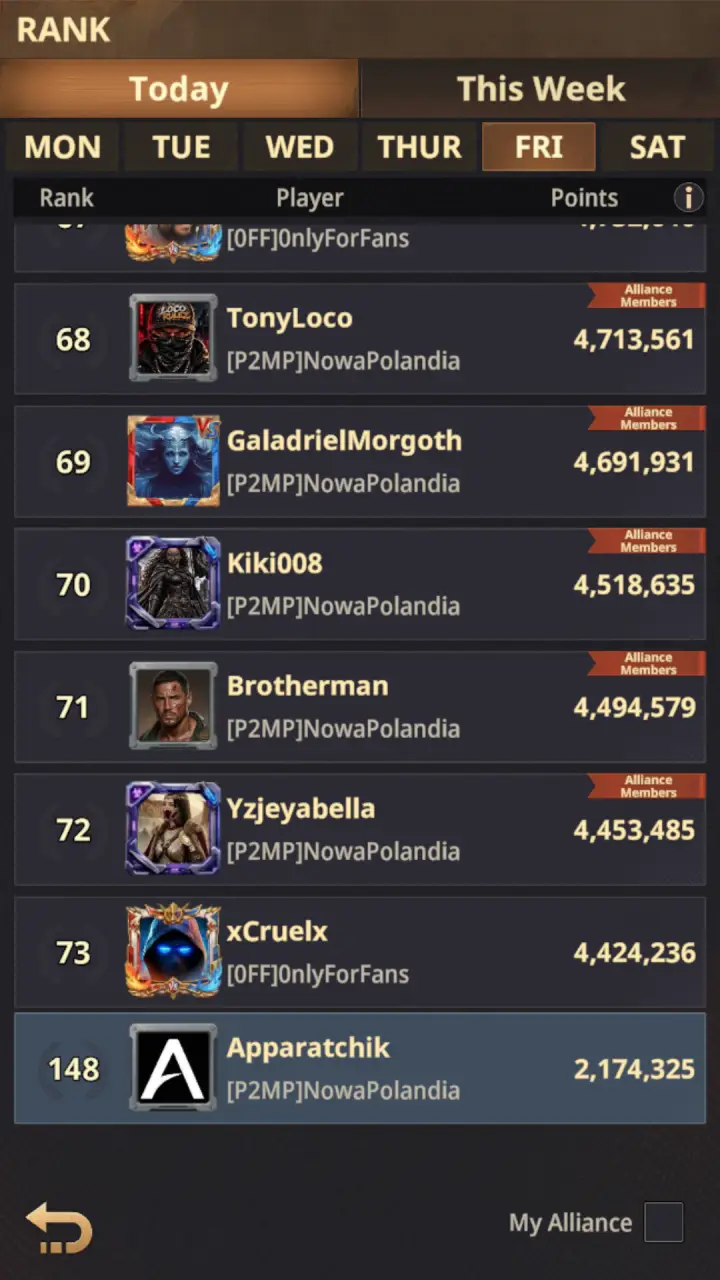 RANK
Today
This Week
MON
TUE
WED
THUR
FRI
SAT
Rank
Player
Points
[0FF]0nlyForFans
Alliance
Members
68
TonyLoco
[P2MP]NowaPolandia
4,713,561
Alliance
Members
69
GaladrielMorgoth
[P2MP]NowaPolandia
4,691,931
Alliance
Members
70
Kiki008
[P2MP]NowaPolandia
4,518,635
Alliance
Members
71
Brotherman
[P2MP]NowaPolandia
4,494,579
Alliance
Members
72
Yzjeyabella
[P2MP]NowaPolandia
4,453,485
73
xCruelx
[0FF]0nlyForFans
4,424,236
148
Apparatchik
[P2MP]NowaPolandia
2,174,325
My Alliance